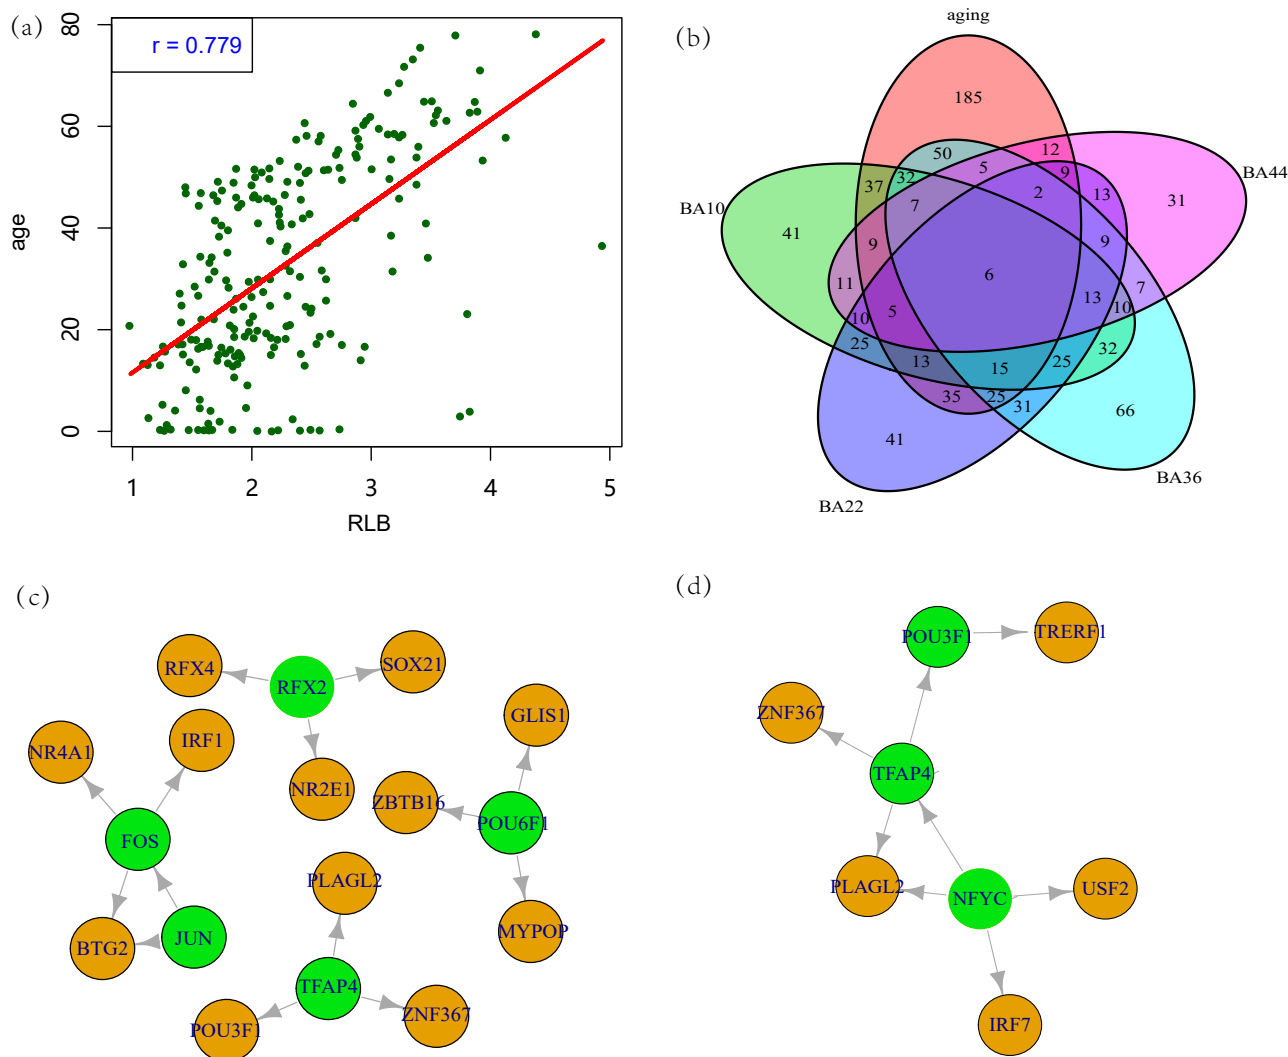 (a)
r = 0.779
age
0
20
40
60
80
1
2
3
4
5
RLB
(b)
aging
BA44
BA10
BA22
BA36
185
50
5
12
9
13
31
37
32
7
2
9
41
9
6
11
10
5
13
10
7
25
13
15
25
32
35
25
31
66
41
(c)
RFX4
RFX2
SOX21
NR4A1
IRF1
NR2E1
GLIS1
ZBTB16
POU6F1
FOS
PLAGL2
BTG2
JUN
MYPOP
TFAP4
POU3F1
ZNF367
(d)
POU3F1
TRERF1
ZNF367
TFAP4
PLAGL2
NFYC
USF2
IRF7